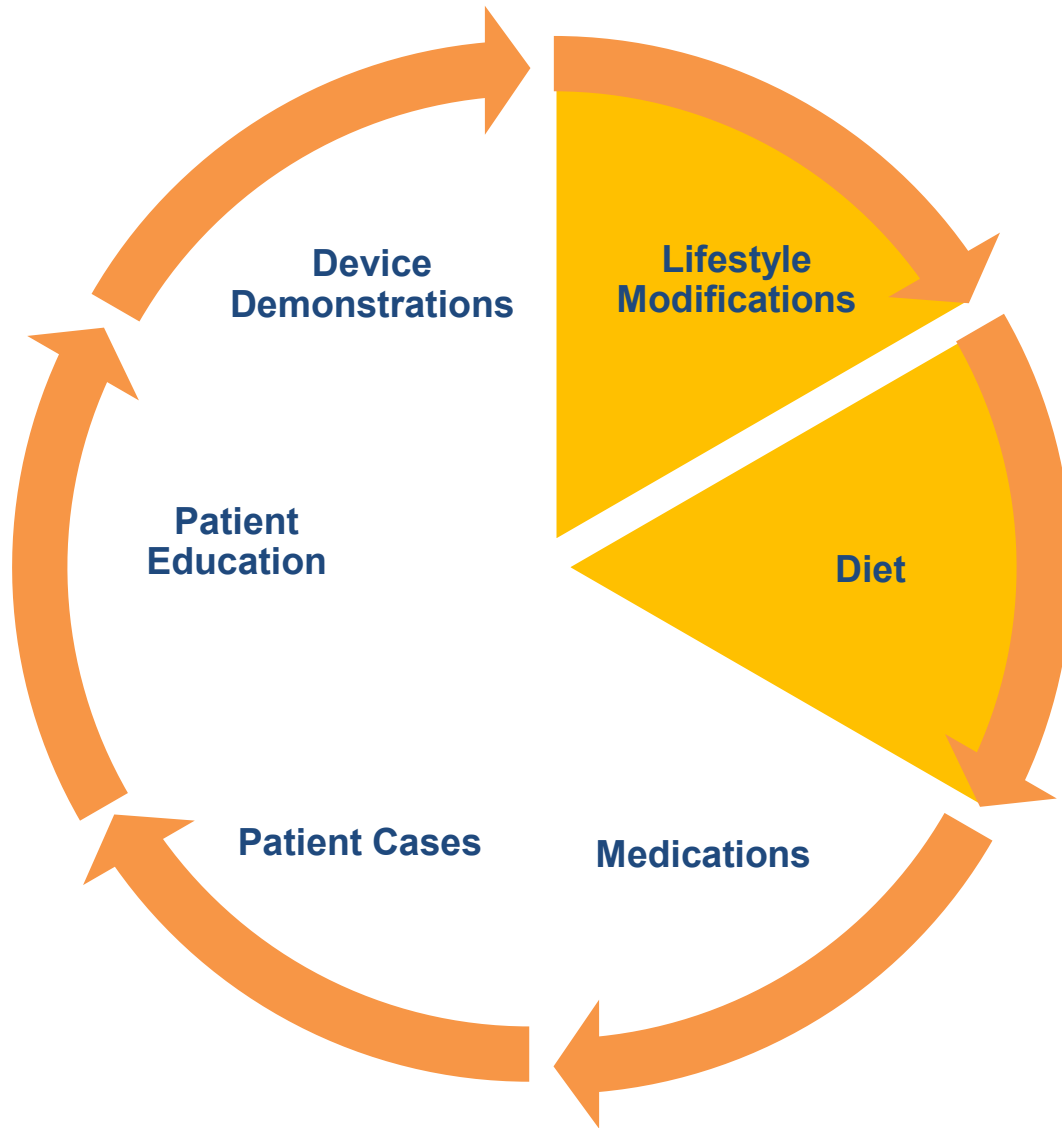 Device
Demonstrations
Lifestyle
Modifications
Patient
Education
Diet
Patient Cases
Medications